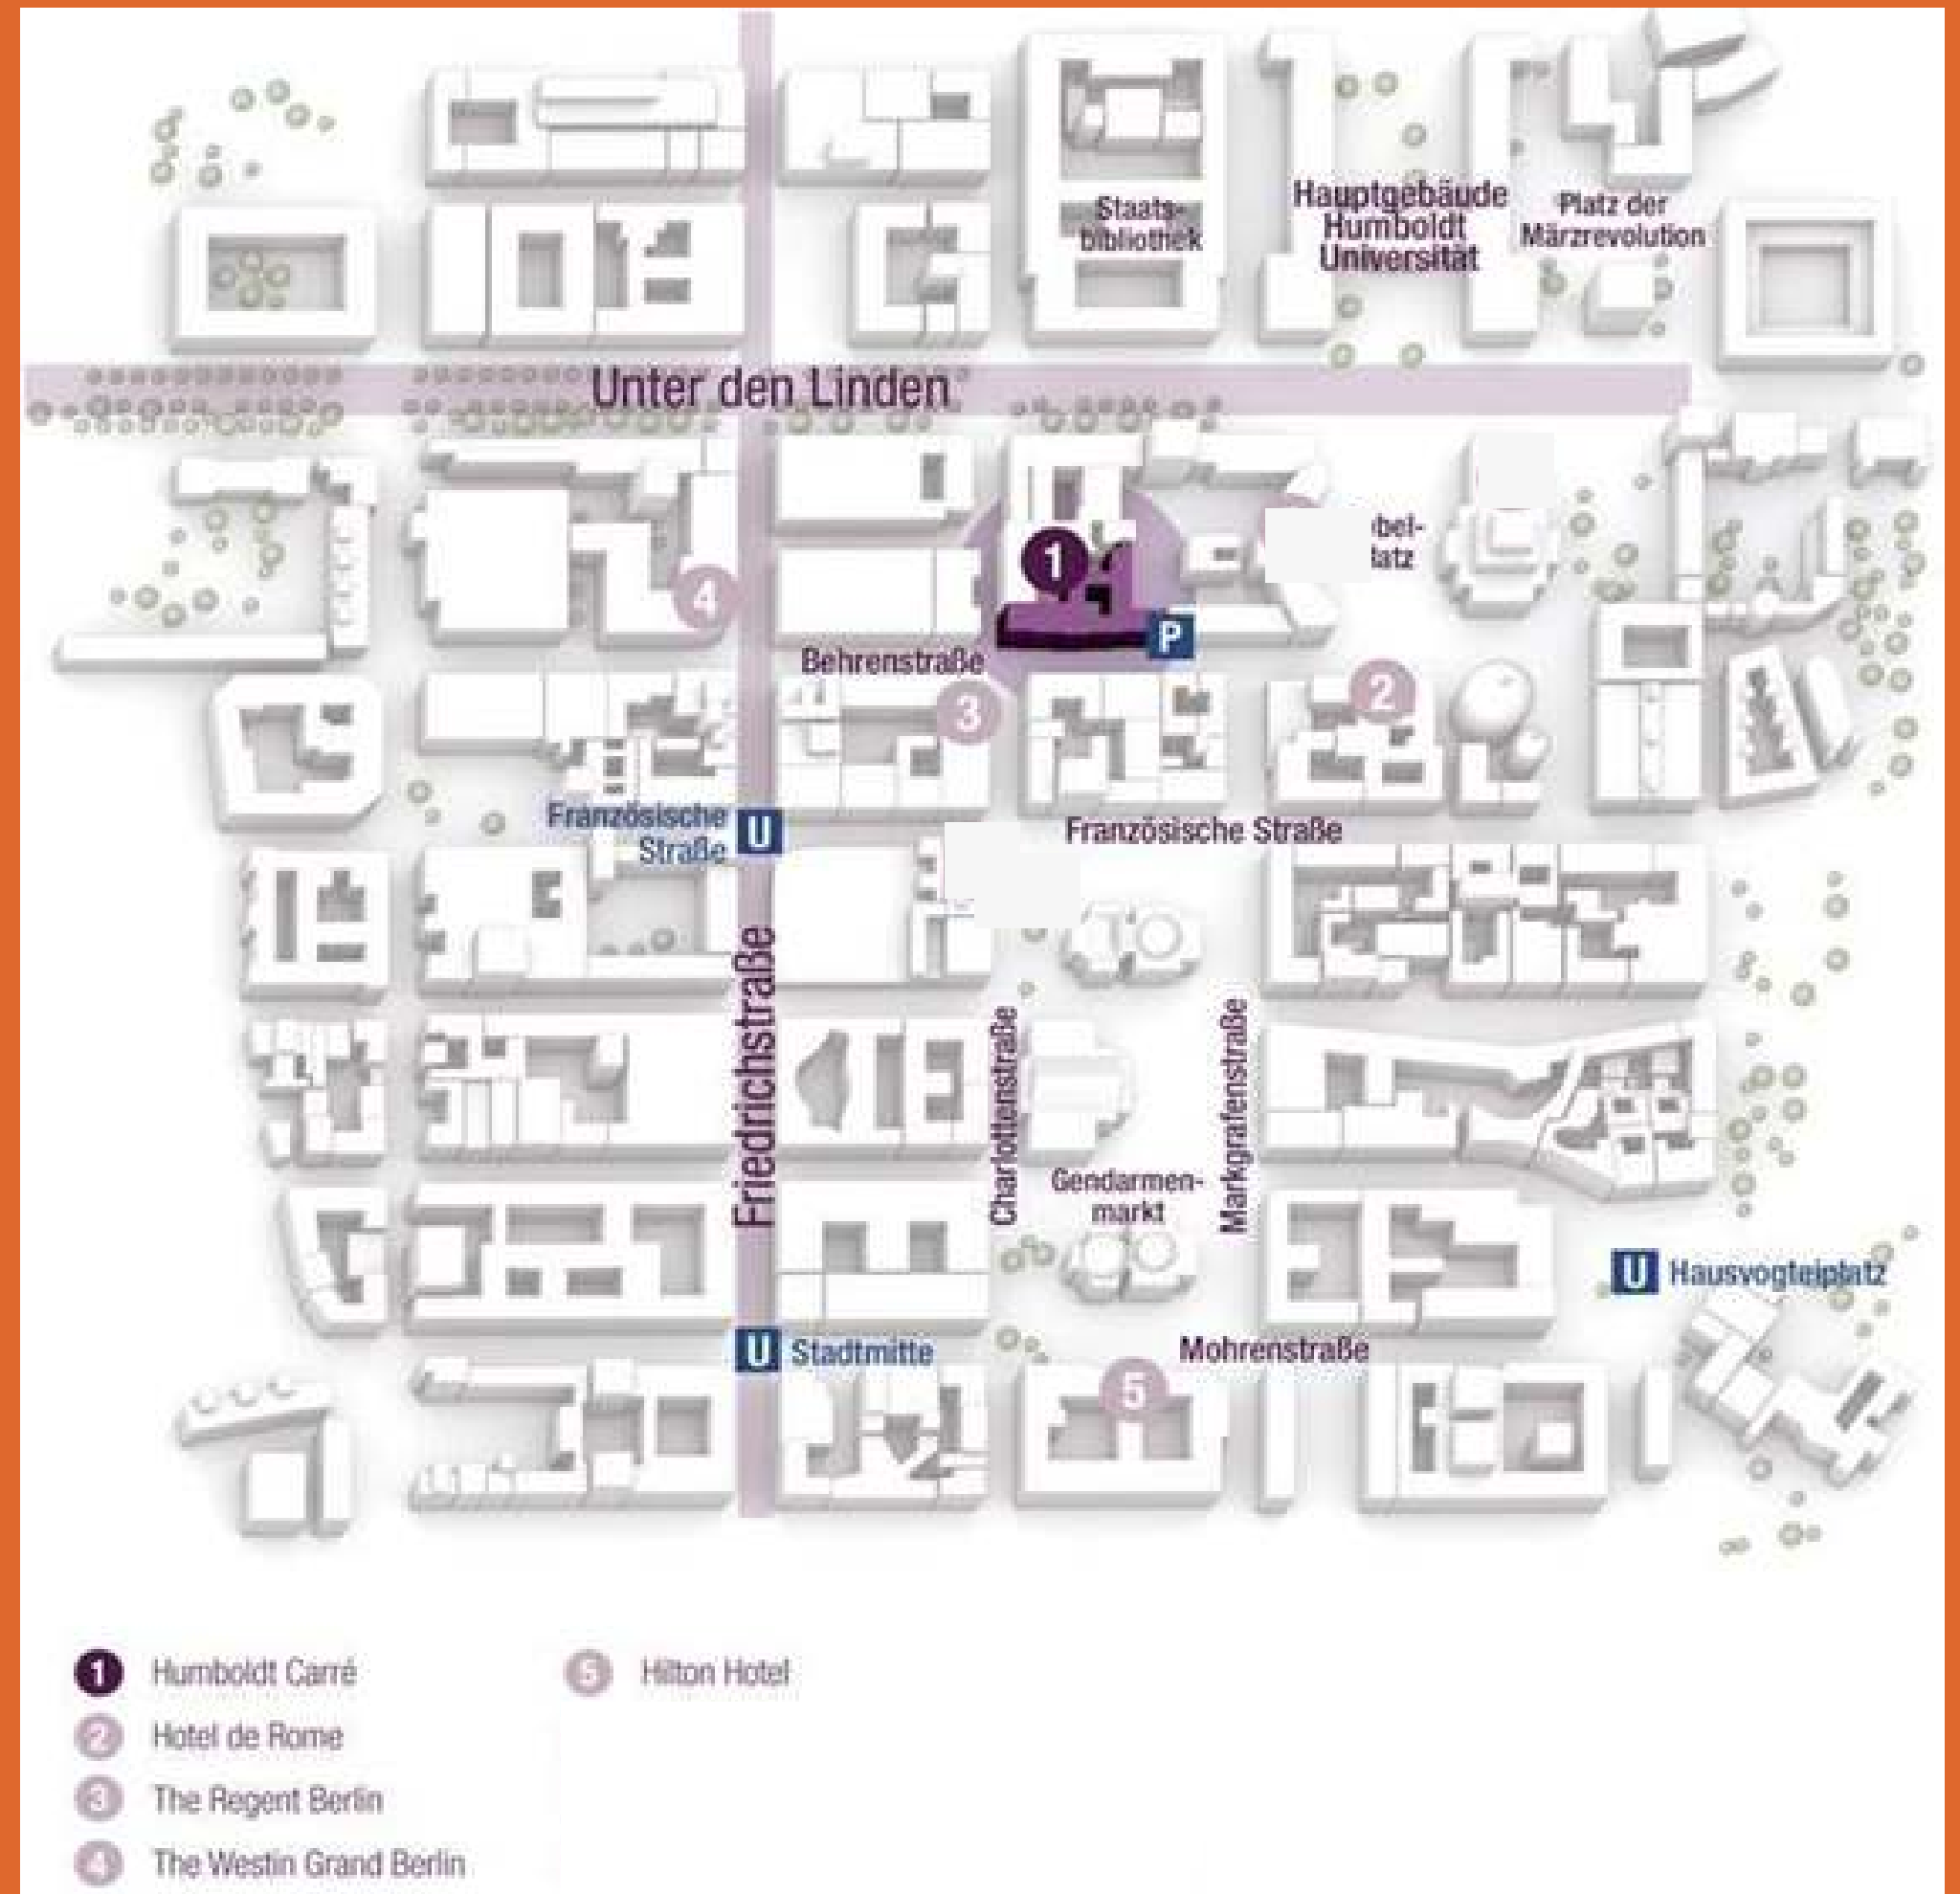 Staats-
bibliothek
Hauptgebäude
Humboldt
Universität
Platz der
Märzrevolution
Unter den Linden
1
4
P
Behrenstraße
3
2
Französische
Straße
U
Französische Straße
Friedrichstraße
Charlottenstraße
Markgrafenstraße
Gendarmen-
markt
U Hausvogteiplatz
U Stadtmitte
Mohrenstraße
5
1 Humboldt Carré
2 Hotel de Rome
3 The Regent Berlin
4 The Westin Grand Berlin
5 Hilton Hotel